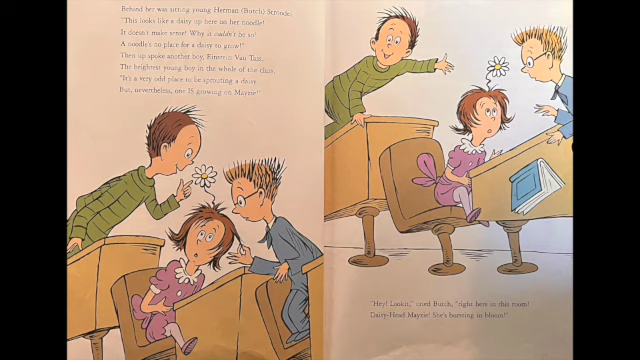 Behind her was sitting young Herman (Butch) Stroodel.
"This looks like a daisy up here on her noodle!
It doesn't make sense! Why it couldn't be so!
A noodle's no place for a daisy to grow!"
Then up spoke another boy, Einstein Van Tass,
The brightest young boy in the whole of the class,
"It's a very odd place to be sprouting a daisy.
But, nevertheless, one IS growing on Mayzie!"
"Hey! Lookit," cried Butch, "right here in this room!
Daisy-Head Mayzie! She's bursting in bloom!"